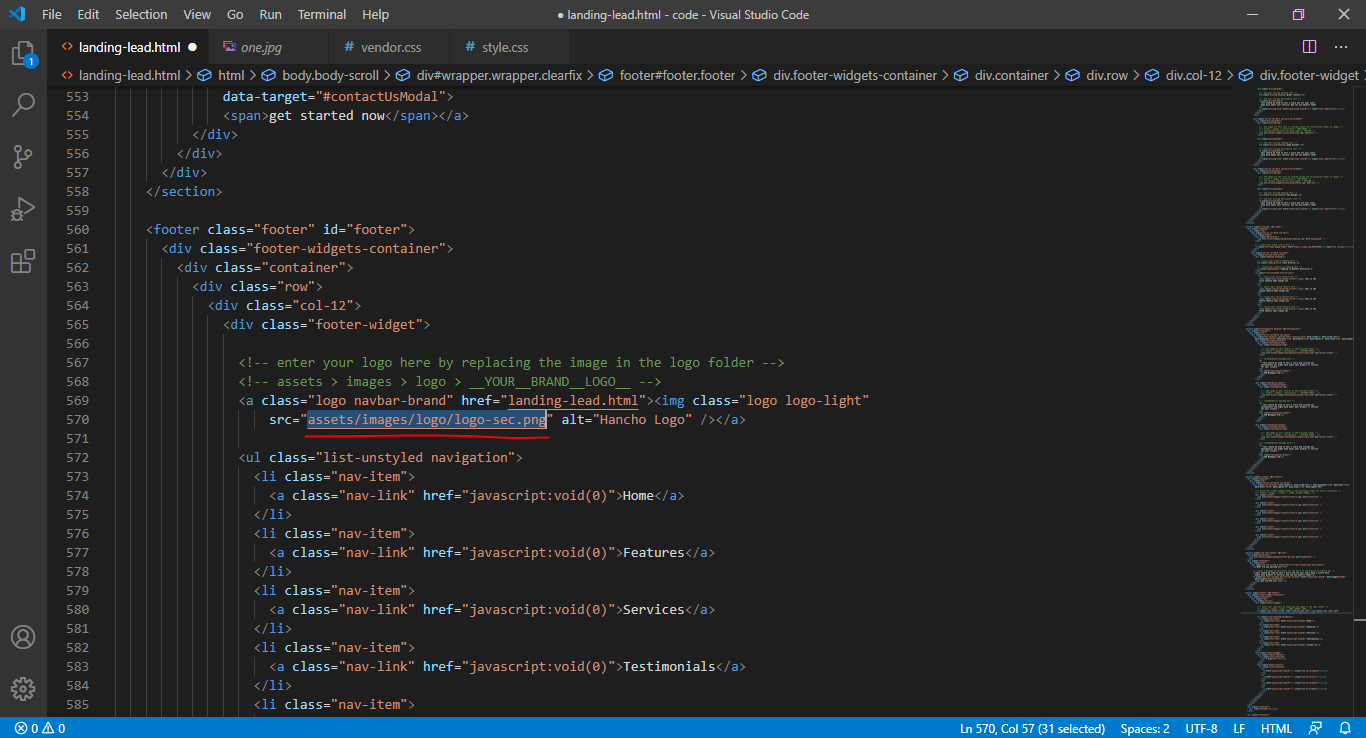 File Edit Selection View Go Run Terminal Help
● landing-lead.html - code - Visual Studio Code
landing-lead.html ● one.jpg # vendor.css # style.css
landing-lead.html > html > body.body-scroll > div#wrapper.wrapper.clearfix > footer#footer.footer > div.footer-widgets-container > div.container > div.row > div.col-12 > div.footer-widget
1
553 data-target="#contactUsModal">
554 <span>get started now</span></a>
555 </div>
556 </div>
557 </div>
558 </section>
559
560 <footer class="footer" id="footer">
561 <div class="footer-widgets-container">
562 <div class="container">
563 <div class="row">
564 <div class="col-12">
565 <div class="footer-widget">
566
567 <!-- enter your logo here by replacing the image in the logo folder -->
568 <!-- assets > images > logo > __YOUR__BRAND__LOGO__ -->
569 <a class="logo navbar-brand" href="landing-lead.html"><img class="logo logo-light"
570 src="assets/images/logo/logo-sec.png" alt="Hancho Logo" /></a>
571
572 <ul class="list-unstyled navigation">
573 <li class="nav-item">
574 <a class="nav-link" href="javascript:void(0)">Home</a>
575 </li>
576 <li class="nav-item">
577 <a class="nav-link" href="javascript:void(0)">Features</a>
578 </li>
579 <li class="nav-item">
580 <a class="nav-link" href="javascript:void(0)">Services</a>
581 </li>
582 <li class="nav-item">
583 <a class="nav-link" href="javascript:void(0)">Testimonials</a>
584 </li>
585 <li class="nav-item">
0 0 Ln 570, Col 57 (31 selected) Spaces: 2 UTF-8 LF HTML